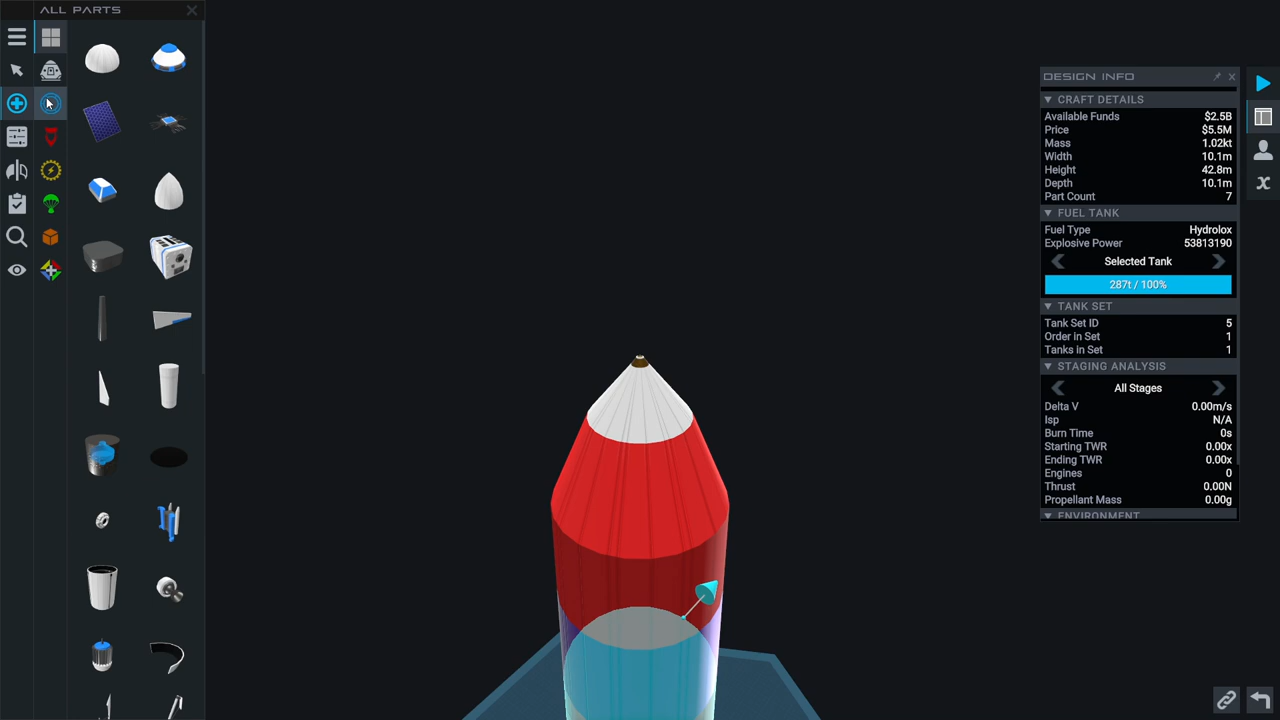 ALL PARTS
DESIGN INFO
CRAFT DETAILS
Available Funds $2.5B
Price $5.5M
Mass 1.02kt
Width 10.1m
Height 42.8m
Depth 10.1m
Part Count 7
FUEL TANK
Fuel Type Hydrolox
Explosive Power 53813190
Selected Tank
287t / 100%
TANK SET
Tank Set ID 5
Order in Set 1
Tanks in Set 1
STAGING ANALYSIS
All Stages
Delta V 0.00m/s
Isp N/A
Burn Time 0s
Starting TWR 0.00x
Ending TWR 0.00x
Engines 0
Thrust 0.00N
Propellant Mass 0.00g
ENVIRONMENT